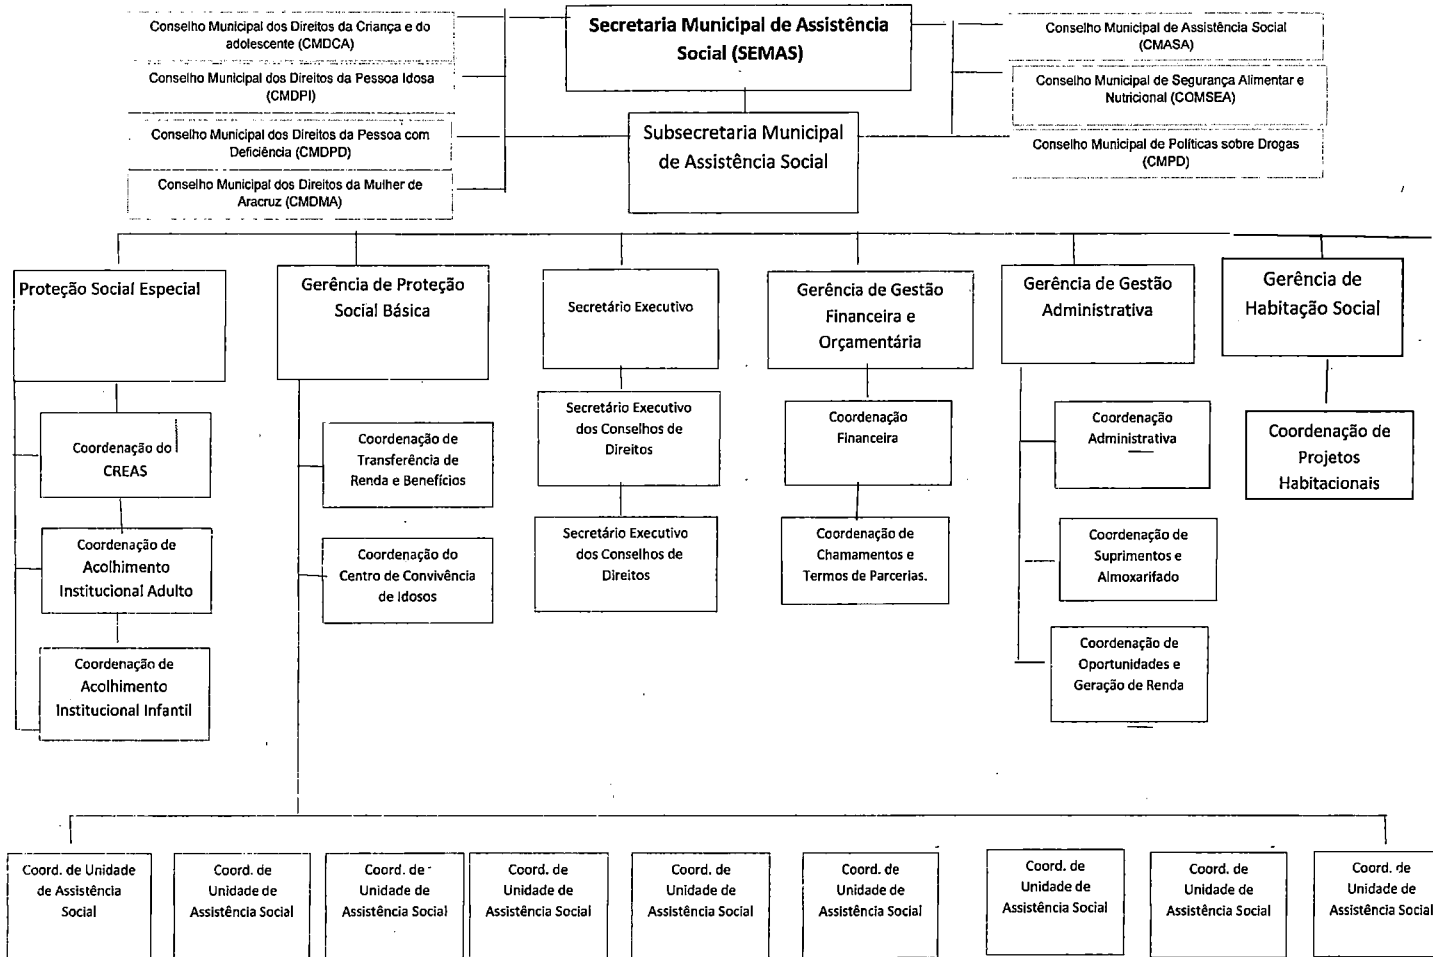 Conselho Municipal dos Direitos da Criança e do
adolescente (CMDCA)
Conselho Municipal dos Direitos da Pessoa Idosa
(CMDPI)
Conselho Municipal dos Direitos da Pessoa com
Deficiência (CMDPD)
Conselho Municipal dos Direitos da Mulher de
Aracruz (CMDMA)
Secretaria Municipal de Assistência
Social (SEMAS)
Subsecretaria Municipal
de Assistência Social
Conselho Municipal de Assistência Social
(CMASA)
Conselho Municipal de Segurança Alimentar e
Nutricional (COMSEA)
Conselho Municipal de Políticas sobre Drogas
(CMPD)
Proteção Social Especial
Coordenação do
CREAS
Coordenação de
Acolhimento
Institucional Adulto
Coordenação de
Acolhimento
Institucional Infantil
Gerência de Proteção
Social Básica
Coordenação de
Transferência de
Renda e Benefícios
Coordenação do
Centro de Convivência
de Idosos
Secretário Executivo
Secretário Executivo
dos Conselhos de
Direitos
Secretário Executivo
dos Conselhos de
Direitos
Gerência de Gestão
Financeira e
Orçamentária
Coordenação
Financeira
Coordenação de
Chamamentos e
Termos de Parcerias.
Gerência de Gestão
Administrativa
Coordenação
Administrativa
Coordenação de
Suprimentos e
Almoxarifado
Coordenação de
Oportunidades e
Geração de Renda
Gerência de
Habitação Social
Coordenação de
Projetos
Habitacionais
Coord. de Unidade
de Assistência
Social
Coord. de
Unidade de
Assistência Social
Coord. de
Unidade de
Assistência Social
Coord. de
Unidade de
Assistência Social
Coord. de
Unidade de
Assistência Social
Coord. de
Unidade de
Assistência Social
Coord. de
Unidade de
Assistência Social
Coord. de
Unidade de
Assistência Social
Coord. de
Unidade de
Assistência Social